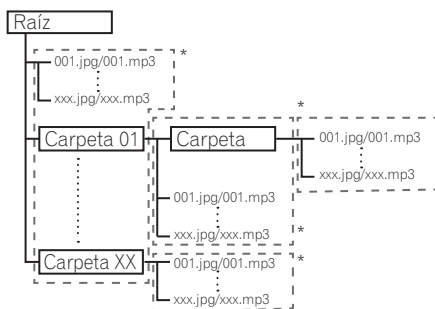 Raíz
001.jpg/001.mp3
*
xxx.jpg/xxx.mp3
*
*
Carpeta 01
Carpeta
001.jpg/001.mp3
xxx.jpg/xxx.mp3
001.jpg/001.mp3
xxx.jpg/xxx.mp3
*
Carpeta XX
001.jpg/001.mp3
*
xxx.jpg/xxx.mp3